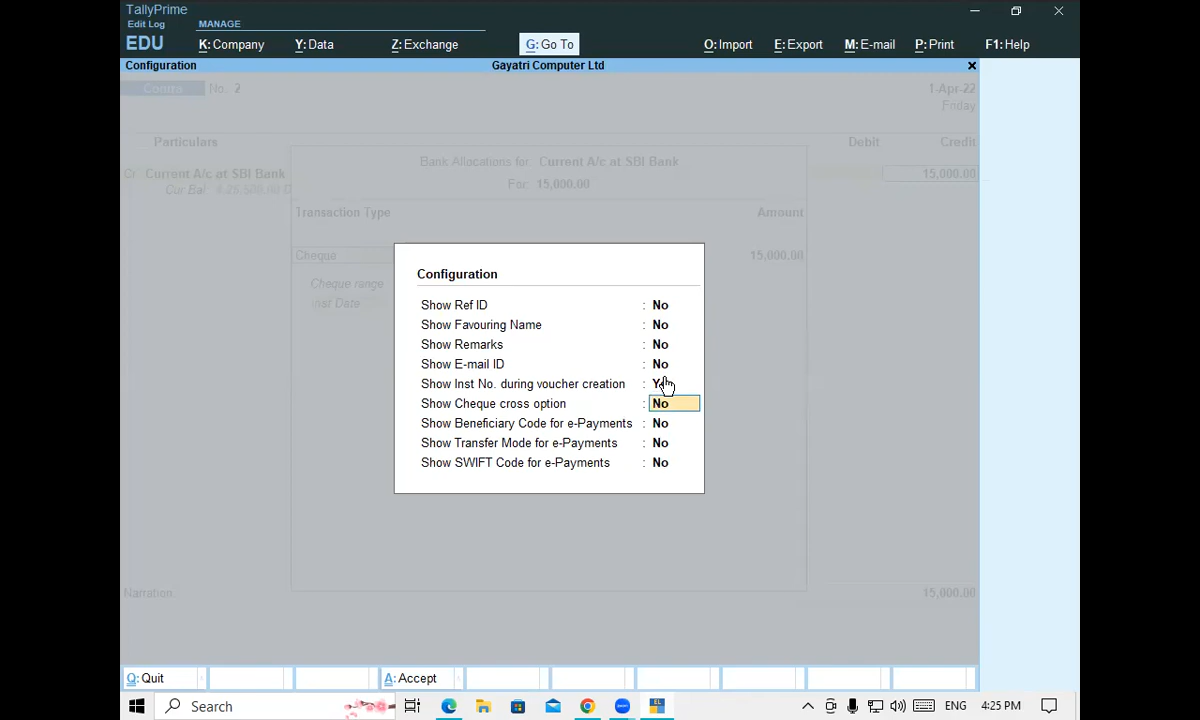 TallyPrime
Edit Log
MANAGE
EDU
K: Company
Y: Data
Z: Exchange
G: Go To
O: Import
E: Export
M: E-mail
P: Print
F1: Help
Configuration
Gayatri Computer Ltd
Contra No. 2
1-Apr-22
Friday
Particulars
Debit
Credit
Bank Allocations for: Current A/c at SBI Bank
For: 15,000.00
Current A/c at SBI Bank
15,000.00
Cur Bal:
Transaction Type
Amount
Cheque
15,000.00
Cheque range
Inst Date
Configuration
Show Ref ID : No
Show Favouring Name : No
Show Remarks : No
Show E-mail ID : No
Show Inst No. during voucher creation :
Show Cheque cross option : No
Show Beneficiary Code for e-Payments : No
Show Transfer Mode for e-Payments : No
Show SWIFT Code for e-Payments : No
Narration:
15,000.00
Q: Quit
A: Accept
Search
ENG
4:25 PM